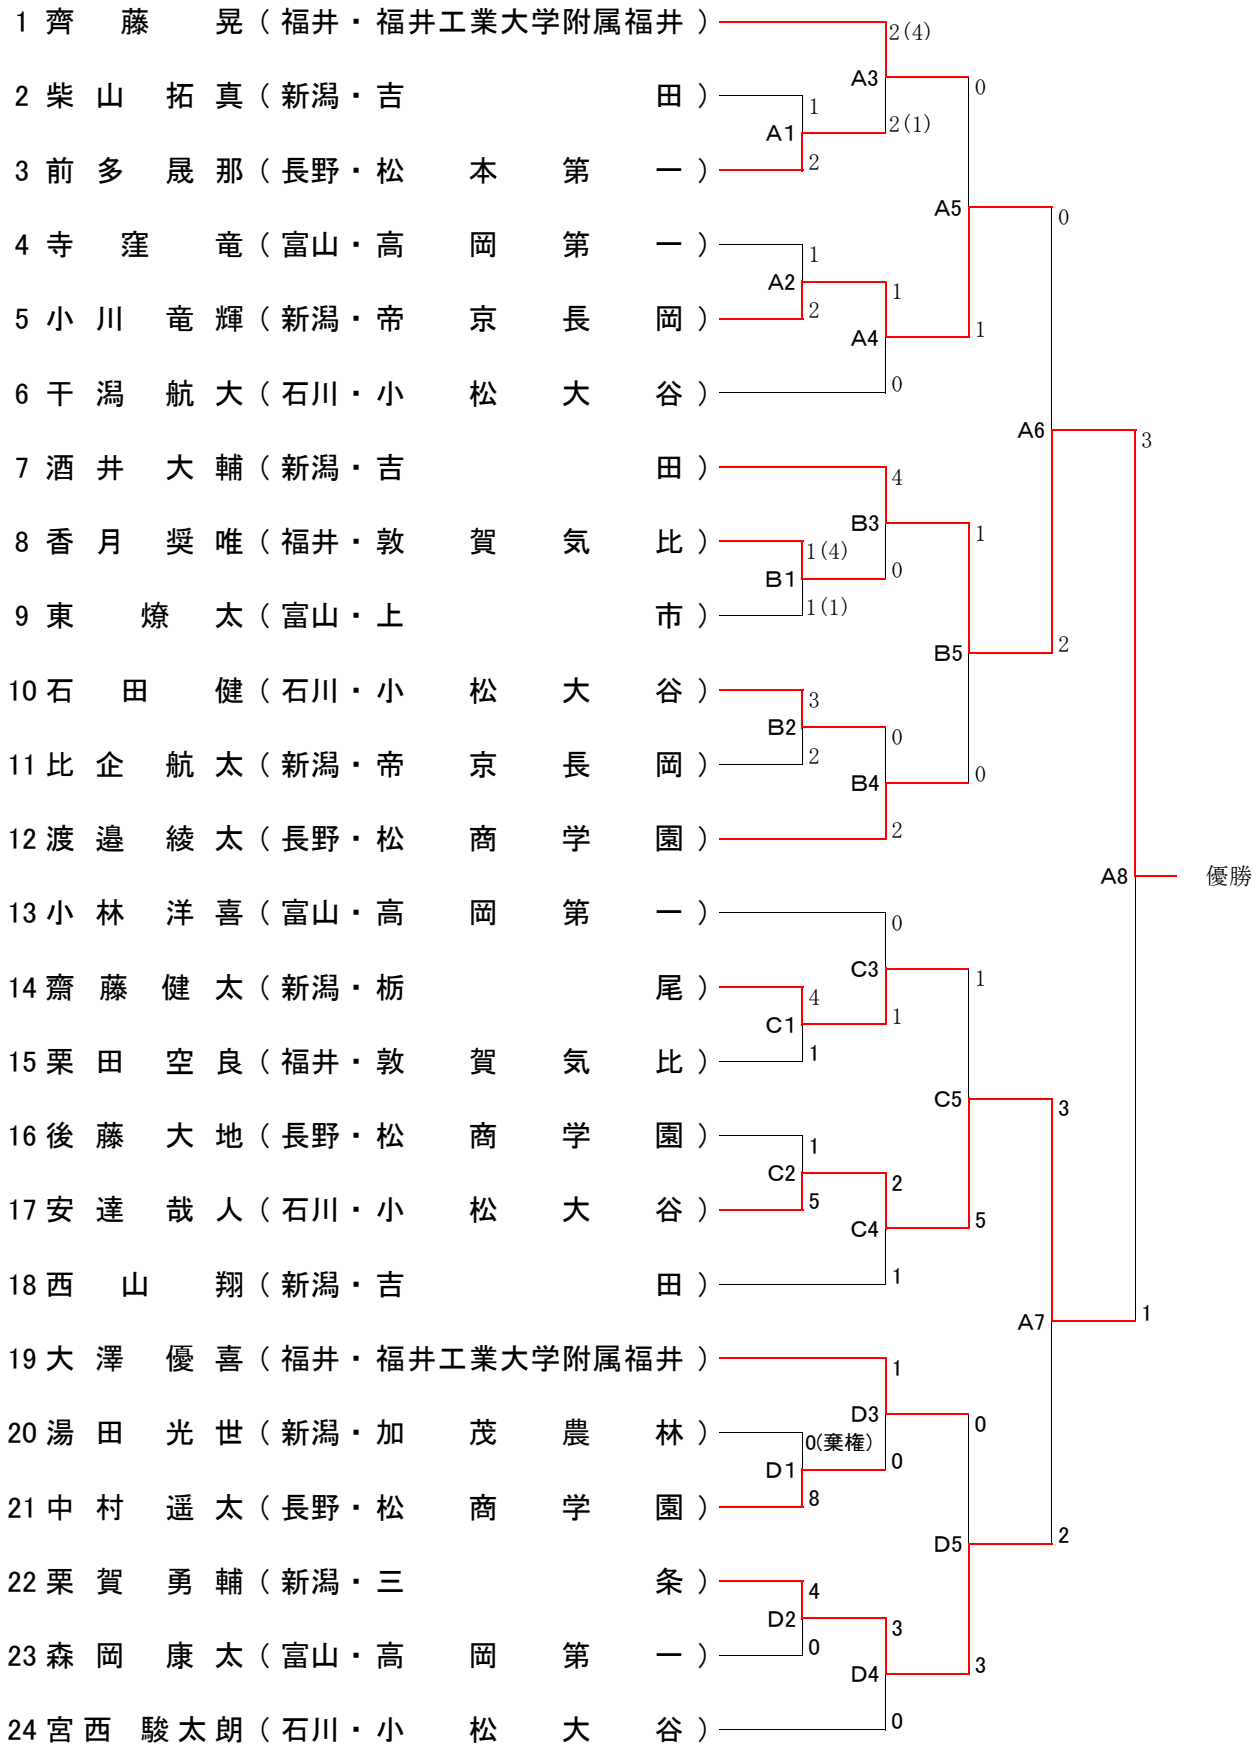 1 齊藤 晃 (福井・福井工業大学附属福井)
2(4)
A3
0
2 柴山 拓真 (新潟・吉田)
1
A1
2(1)
3 前多 晟那 (長野・松本第一)
2
A5
0
4 寺窪 竜 (富山・高岡第一)
1
A2
1
5 小川 竜輝 (新潟・帝京長岡)
2
A4
1
6 干潟 航大 (石川・小松大谷)
0
A6
3
7 酒井 大輔 (新潟・吉田)
4
B3
1
8 香月 奨唯 (福井・敦賀気比)
1(4)
B1
0
9 東 燎太 (富山・上市)
1(1)
B5
2
10 石田 健 (石川・小松大谷)
3
B2
0
11 比企 航太 (新潟・帝京長岡)
2
B4
0
12 渡邉 綾太 (長野・松商学園)
2
A8
優勝
13 小林 洋喜 (富山・高岡第一)
0
C3
1
14 齋藤 健太 (新潟・栃尾)
4
C1
1
15 栗田 空良 (福井・敦賀気比)
1
C5
3
16 後藤 大地 (長野・松商学園)
1
C2
2
17 安達 哉人 (石川・小松大谷)
5
C4
5
18 西山 翔 (新潟・吉田)
1
A7
1
19 大澤 優喜 (福井・福井工業大学附属福井)
1
D3
0
20 湯田 光世 (新潟・加茂農林)
0(棄権)
D1
0
21 中村 遥太 (長野・松商学園)
8
D5
2
22 栗賀 勇輔 (新潟・三条)
4
D2
3
23 森岡 康太 (富山・高岡第一)
0
D4
3
24 宮西 駿太朗 (石川・小松大谷)
0